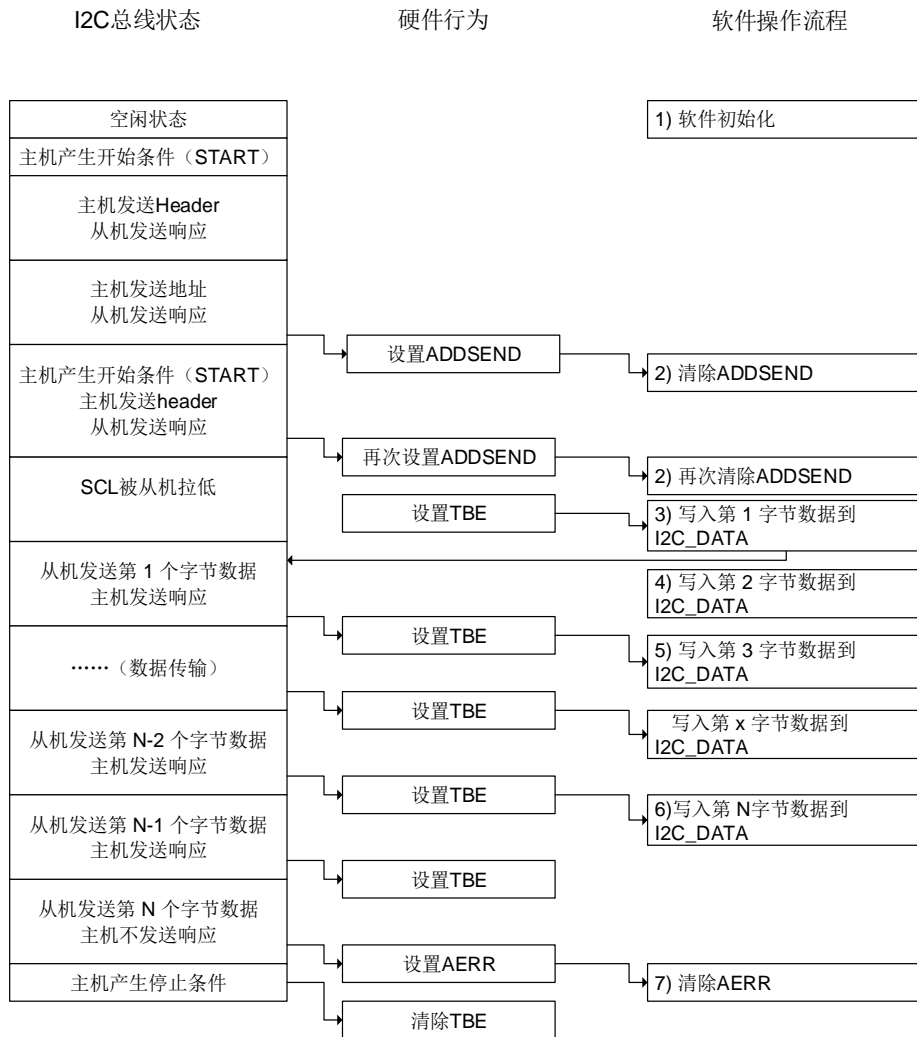 I2C总线状态
硬件行为
软件操作流程
空闲状态
1) 软件初始化
主机产生开始条件（START）
主机发送Header
从机发送响应
主机发送地址
从机发送响应
设置ADDSEND
2) 清除ADDSEND
主机产生开始条件（START）
主机发送header
从机发送响应
再次设置ADDSEND
2) 再次清除ADDSEND
SCL被从机拉低
设置TBE
3) 写入第 1 字节数据到
I2C_DATA
从机发送第 1 个字节数据
主机发送响应
4) 写入第 2 字节数据到
I2C_DATA
设置TBE
5) 写入第 3 字节数据到
I2C_DATA
……（数据传输）
设置TBE
写入第 x 字节数据到
I2C_DATA
从机发送第 N-2 个字节数据
主机发送响应
设置TBE
6)写入第 N字节数据到
I2C_DATA
从机发送第 N-1 个字节数据
主机发送响应
设置TBE
从机发送第 N 个字节数据
主机不发送响应
设置AERR
7) 清除AERR
主机产生停止条件
清除TBE